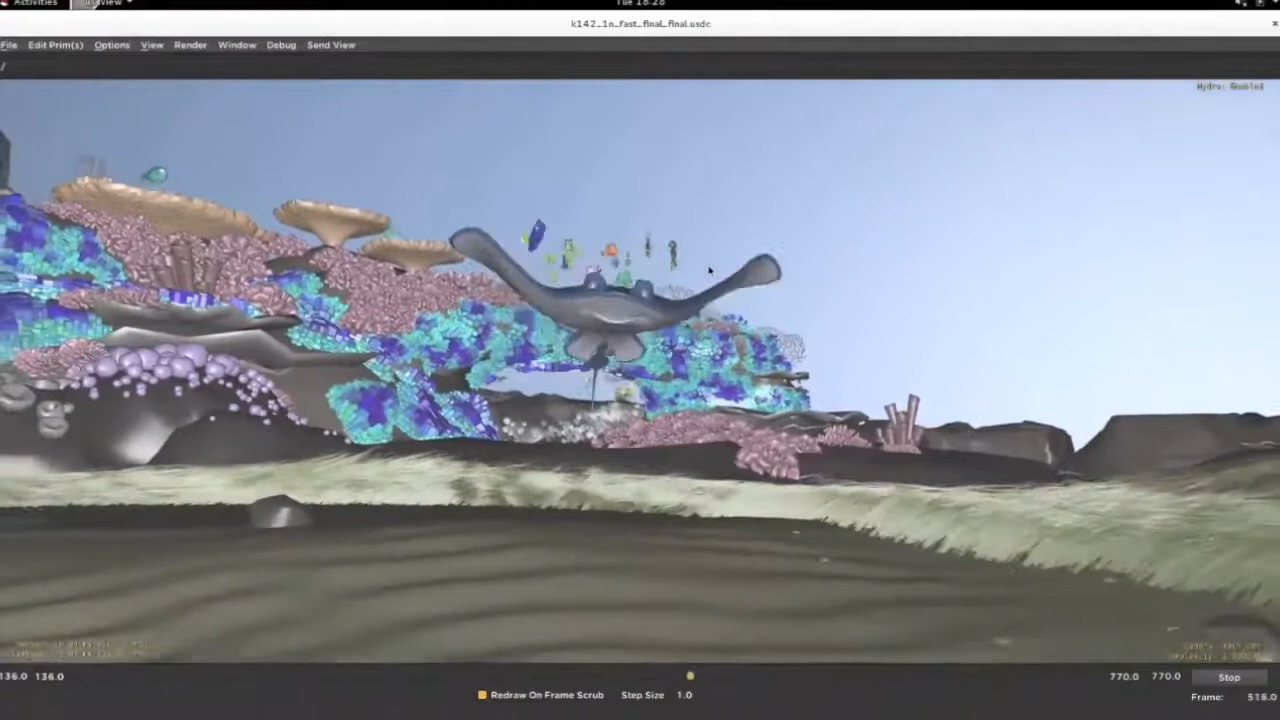 Activities usdView
Tue 18:28
k142_1n_fast_final_final.usdc
×
File Edit Prim(s) Options View Render Window Debug Send View
/
Hydra: Enabled
136.0 136.0 770.0 770.0 Stop
Redraw On Frame Scrub Step Size 1.0 Frame: 518.0